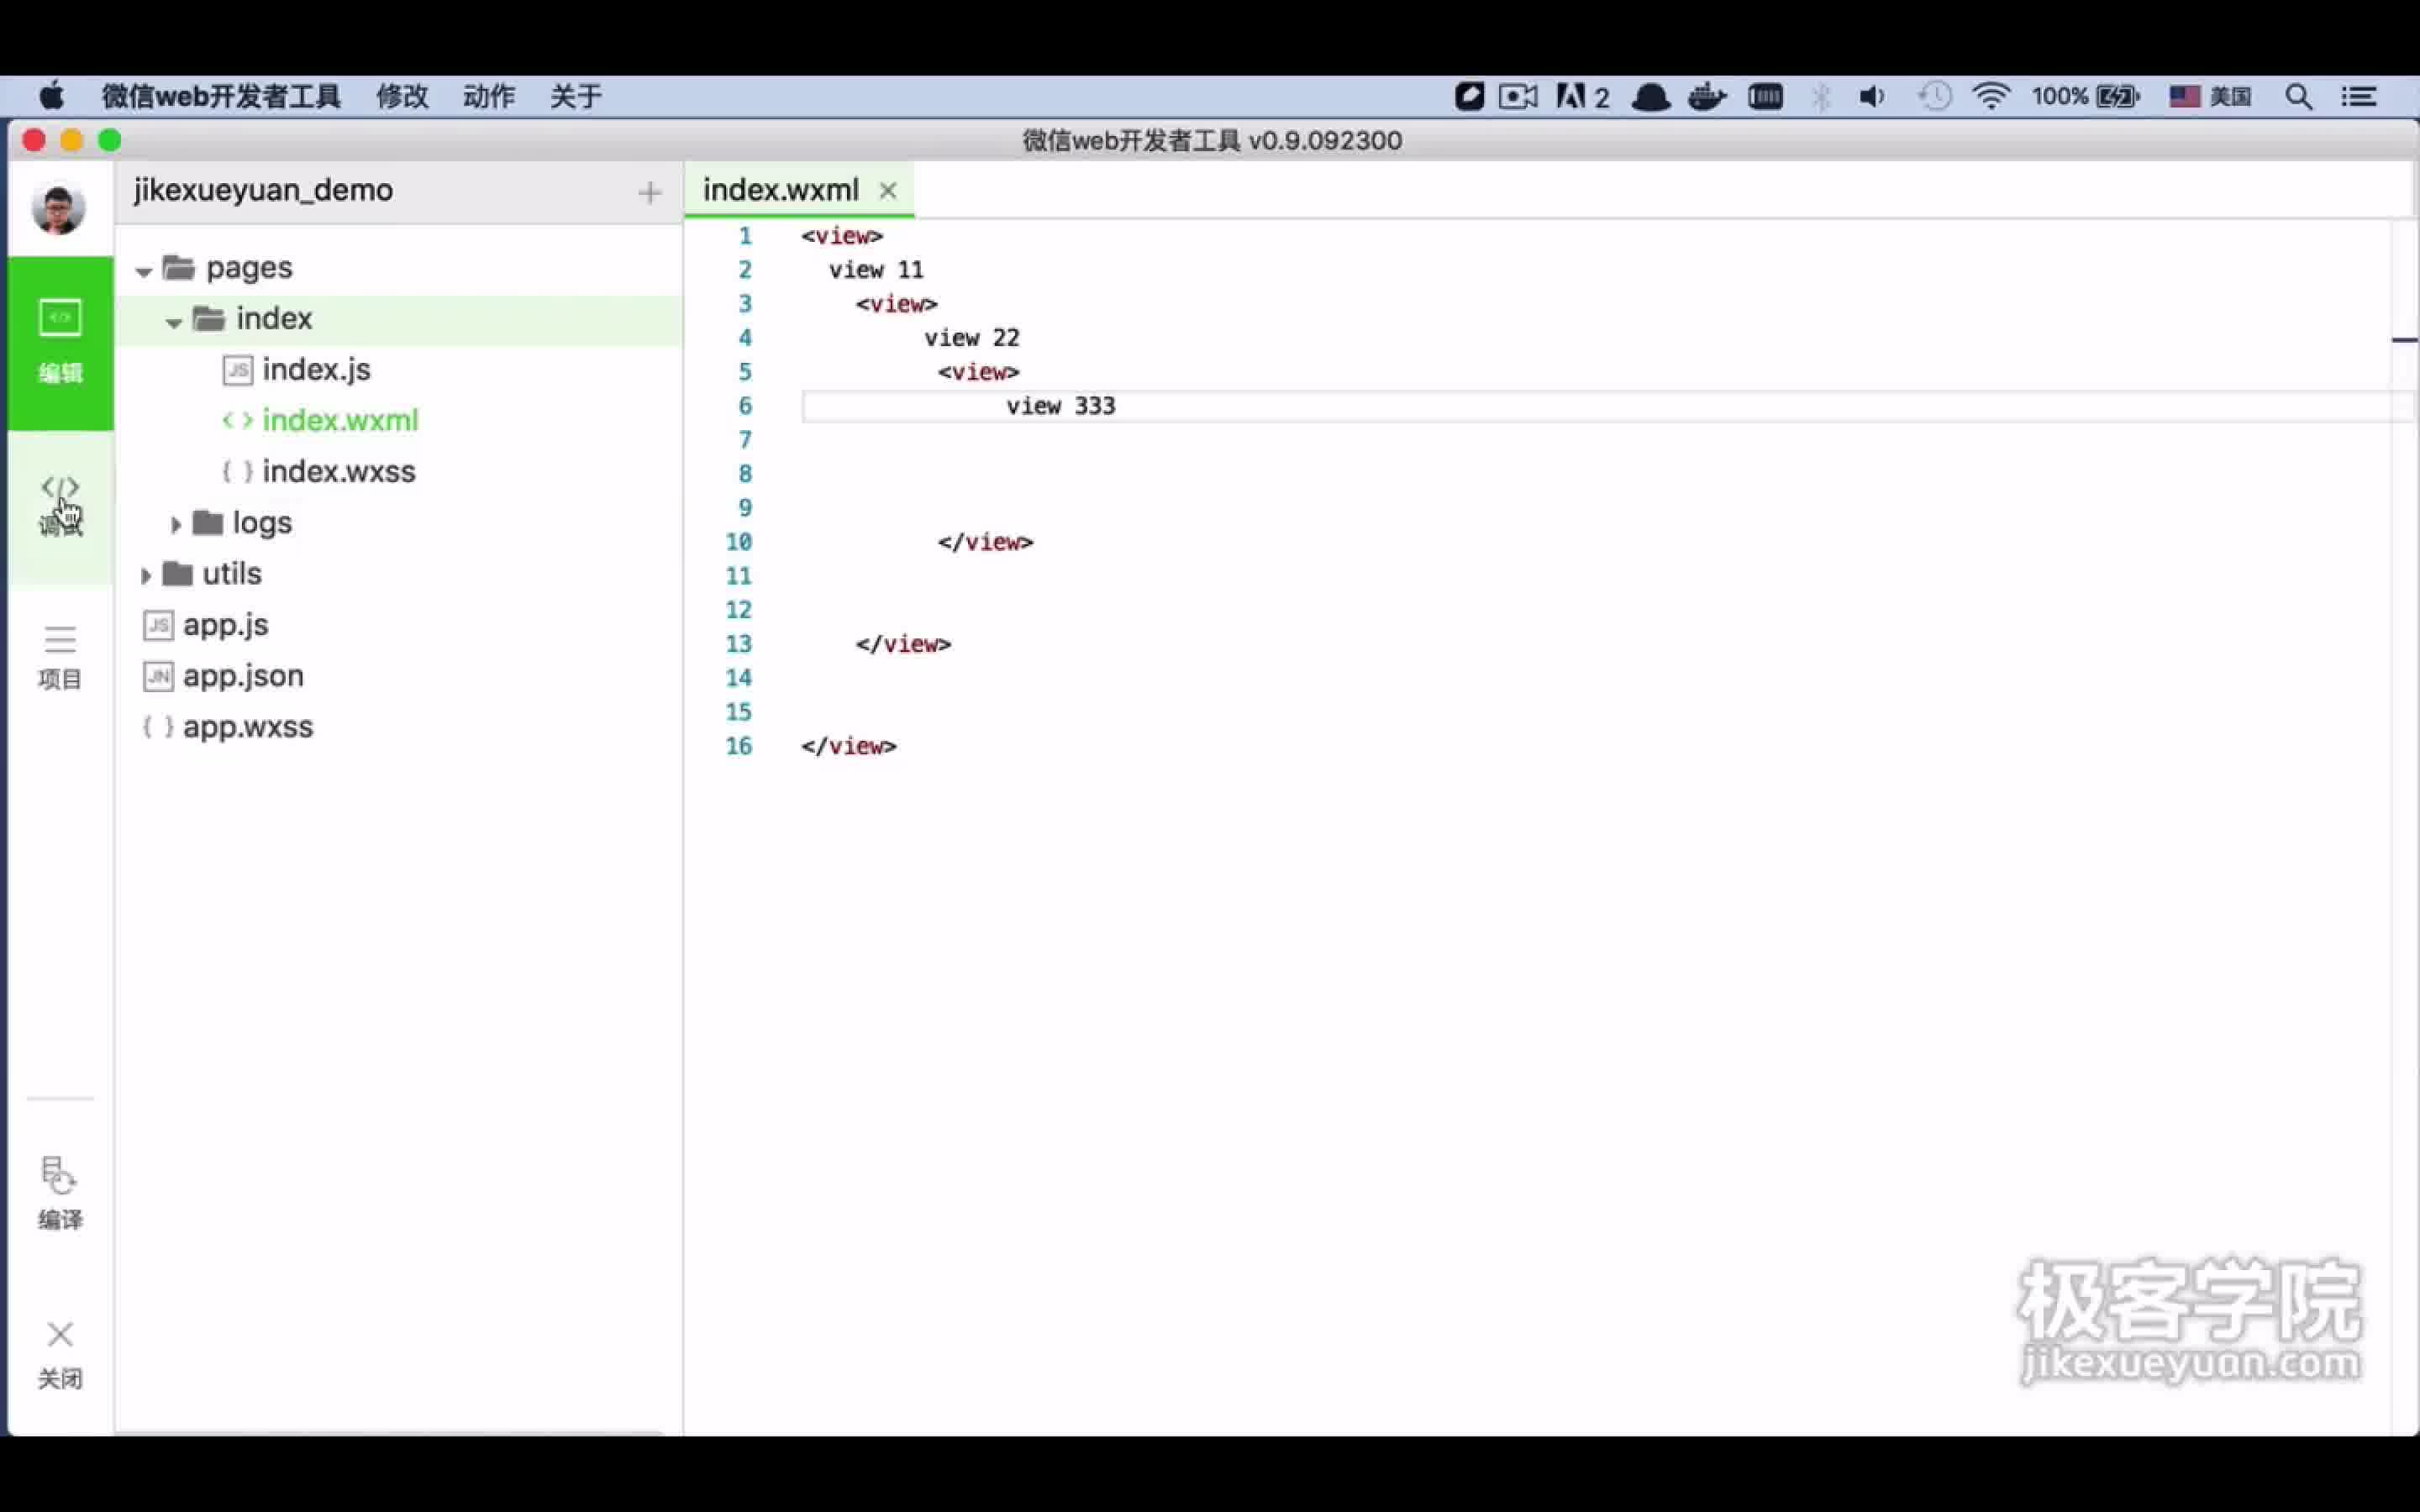 微信web开发者工具 修改 动作 关于 2 100% 美国
微信web开发者工具 v0.9.092300
jikexueyuan_demo
index.wxml
编辑
调试
项目
编译
关闭
pages
index
index.js
index.wxml
index.wxss
logs
utils
app.js
app.json
app.wxss
1 <view>
2 view 11
3 <view>
4 view 22
5 <view>
6 view 333
7
8
9
10 </view>
11
12
13 </view>
14
15
16 </view>
极客学院
jikexueyuan.com